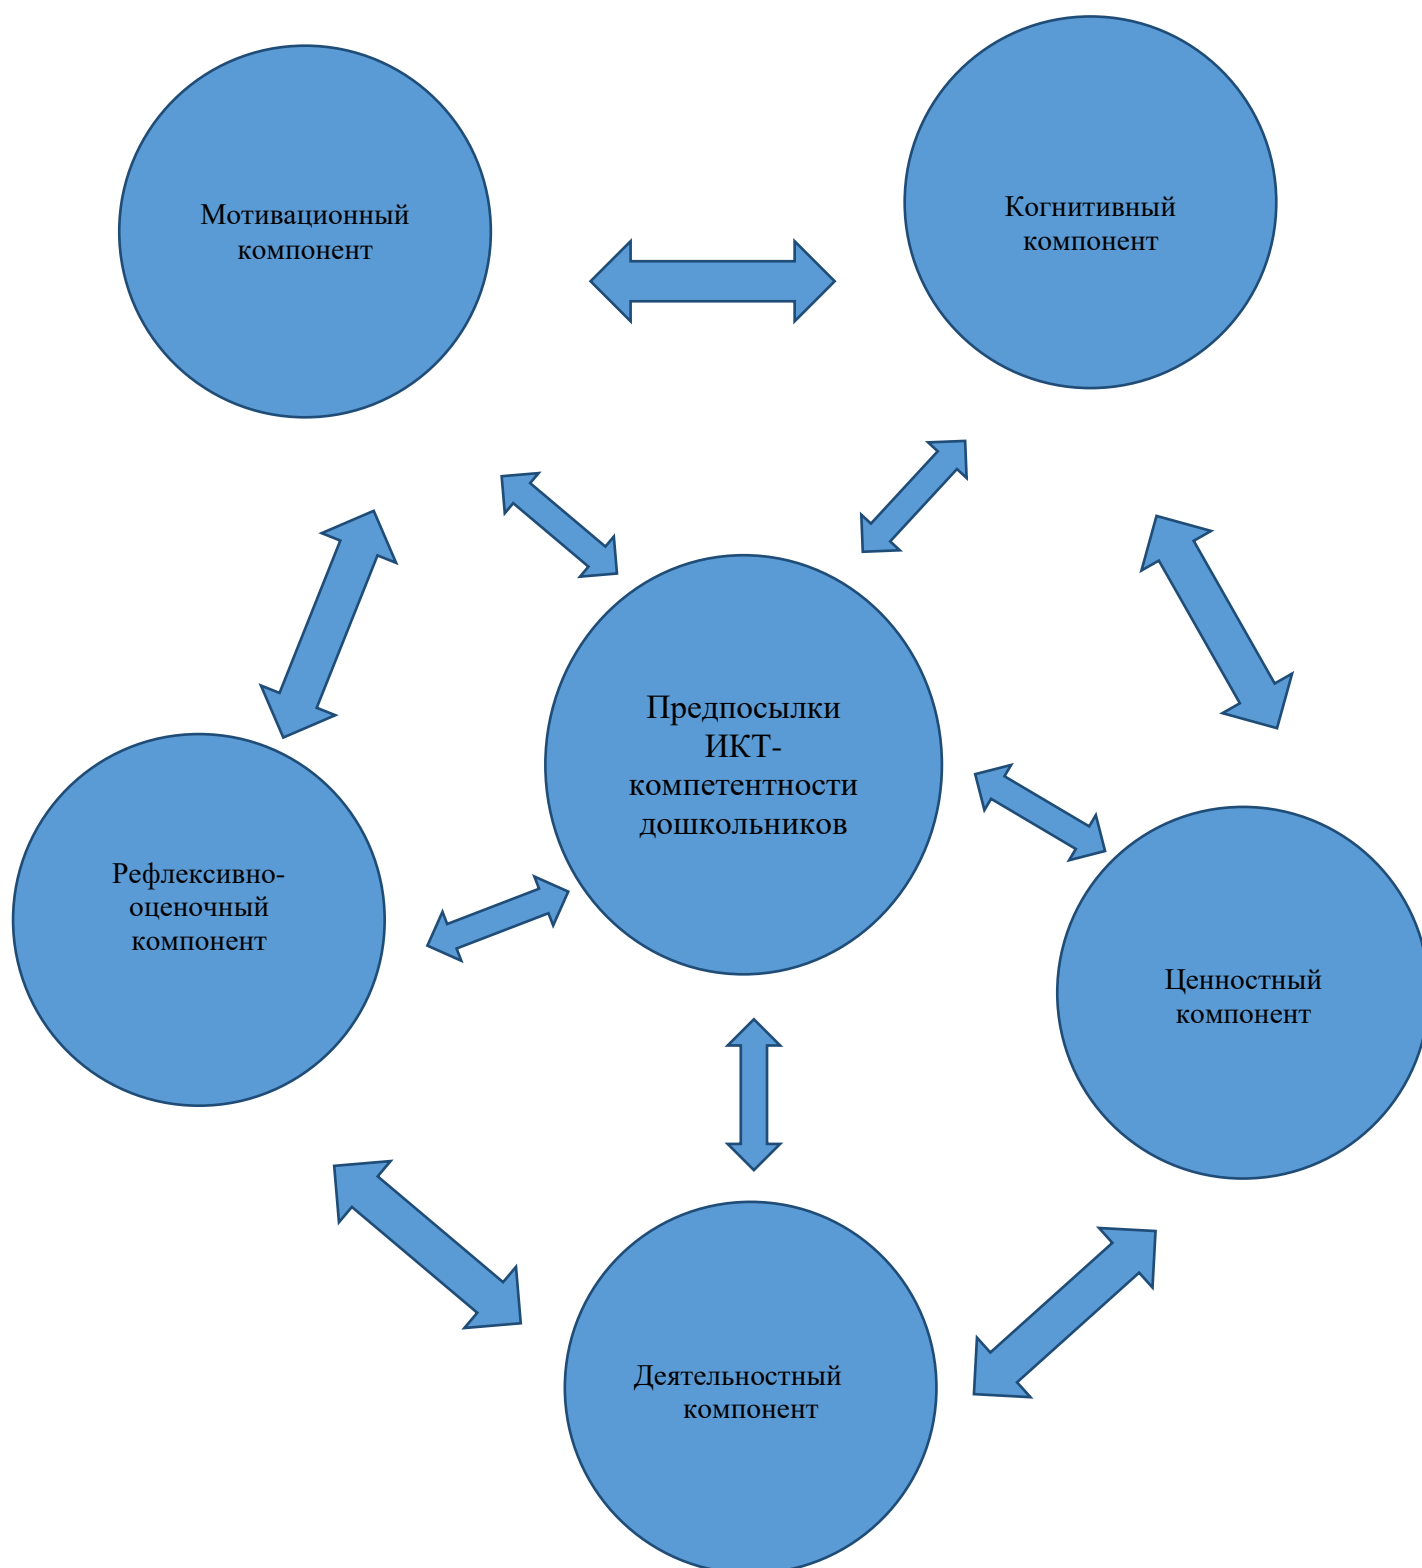 Мотивационный
компонент
Когнитивный
компонент
Предпосылки
ИКТ-
компетентности
дошкольников
Рефлексивно-
оценочный
компонент
Ценностный
компонент
Деятельностный
компонент